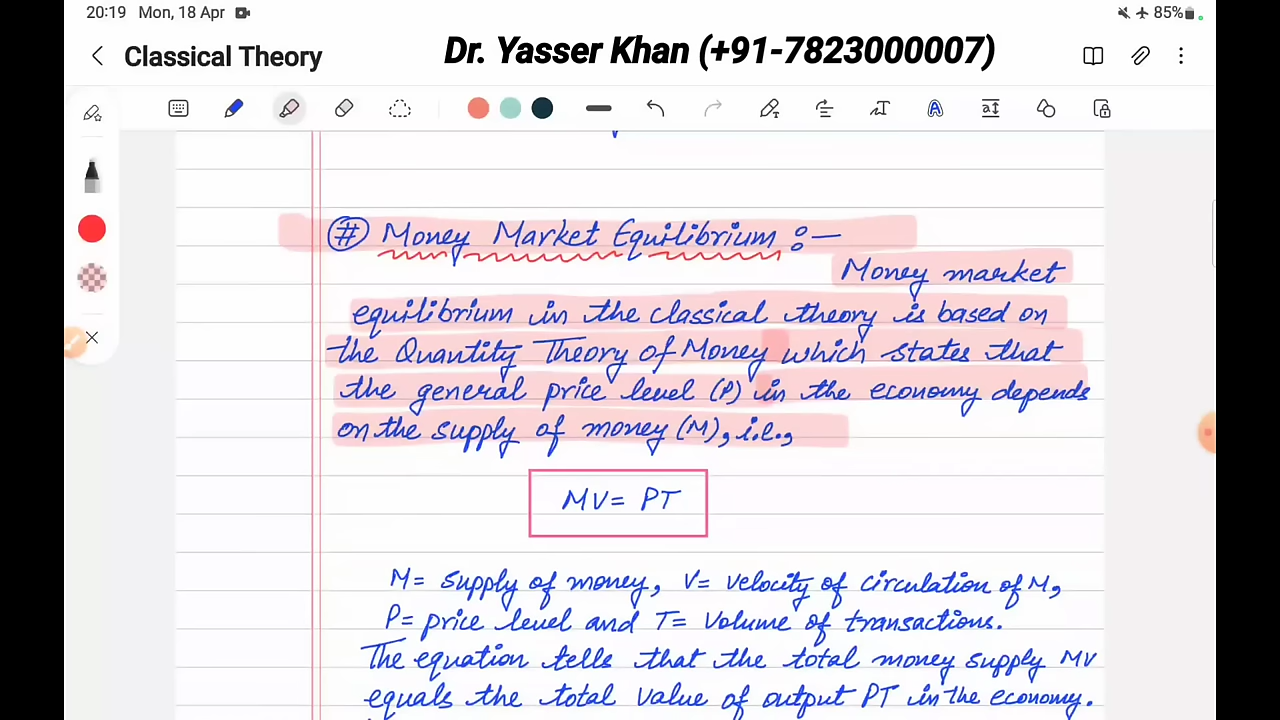 20:19 Mon, 18 Apr
85%
Classical Theory
Dr. Yasser Khan (+91-7823000007)
# Money Market Equilibrium :—
Money market
equilibrium in the classical theory is based on
the Quantity Theory of Money which states that
the general price level (P) in the economy depends
on the supply of money (M), i.e.,
MV = PT
M= supply of money, V= velocity of circulation of M,
P= price level and T= volume of transactions.
The equation tells that the total money supply MV
equals the total value of output PT in the economy.